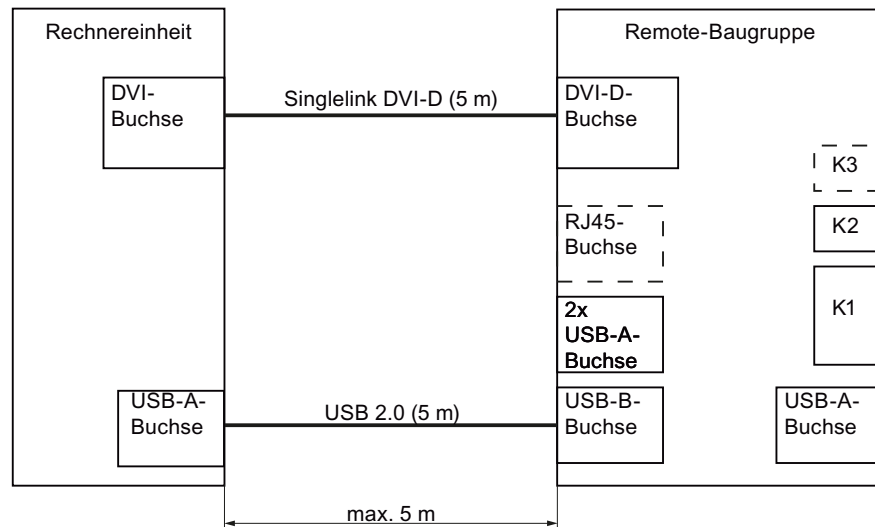 Rechnereinheit
Remote-Baugruppe
DVI-
Buchse
Singlelink DVI-D (5 m)
DVI-D-
Buchse
K3
RJ45-
Buchse
K2
2x
USB-A-
Buchse
K1
USB-A-
Buchse
USB 2.0 (5 m)
USB-B-
Buchse
USB-A-
Buchse
max. 5 m